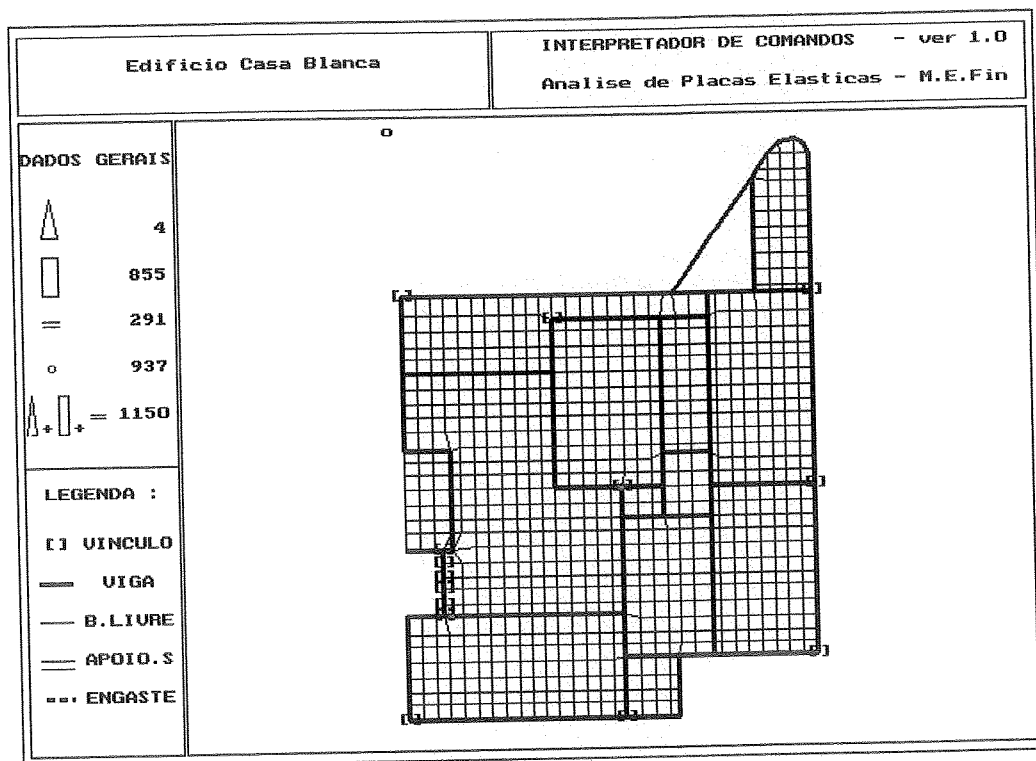 Edificio Casa Blanca
INTERPRETADOR DE COMANDOS - ver 1.0
Analise de Placas Elasticas - M.E.Fin
DADOS GERAIS
4
855
= 291
o 937
+ + = 1150
LEGENDA :
[] VINCULO
VIGA
B.LIVRE
APOIO.S
ENGASTE